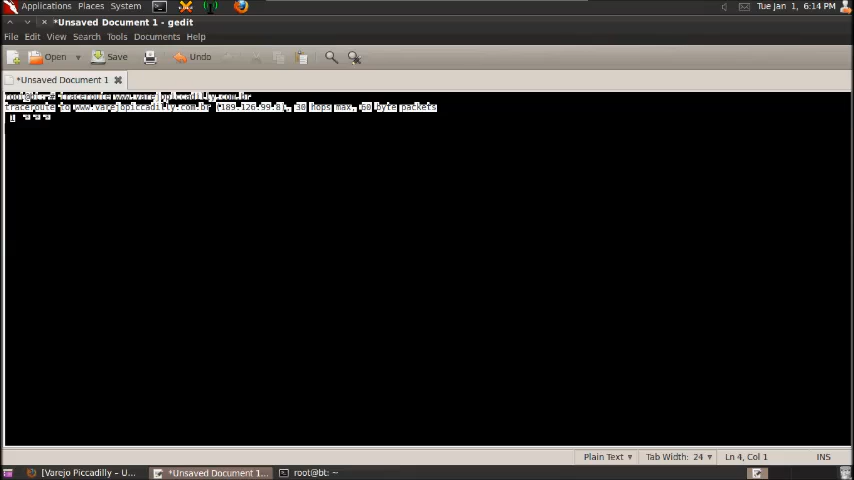 Applications Places System Tue Jan 1, 6:14 PM
*Unsaved Document 1 - gedit
File Edit View Search Tools Documents Help
Open Save Undo
*Unsaved Document 1
root@bt:~# traceroute www.varejopiccadilly.com.br
traceroute to www.varejopiccadilly.com.br (189.126.99.8), 30 hops max, 60 byte packets
1 * * *
Plain Text Tab Width: 24 Ln 4, Col 1 INS
[Varejo Piccadilly – U... *Unsaved Document 1... root@bt: ~